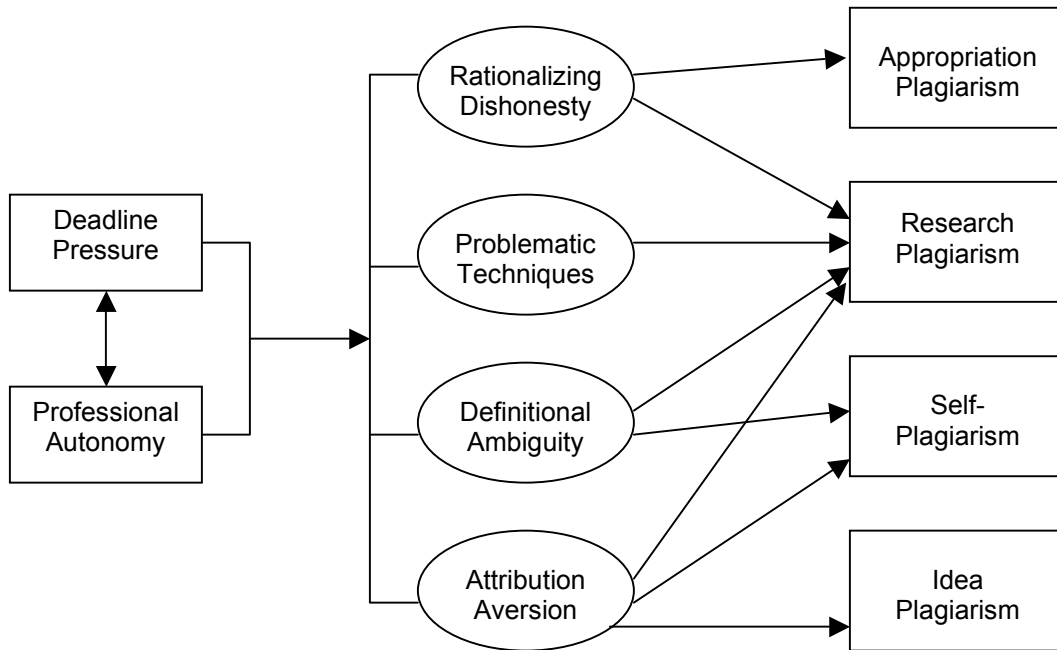 Deadline
Pressure
Professional
Autonomy
Rationalizing
Dishonesty
Problematic
Techniques
Definitional
Ambiguity
Attribution
Aversion
Appropriation
Plagiarism
Research
Plagiarism
Self-
Plagiarism
Idea
Plagiarism